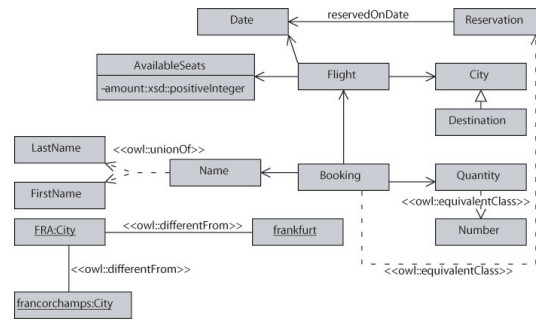 Date
reservedOnDate
Reservation
AvailableSeats
-amount:xsd::positiveInteger
Flight
City
Destination
LastName
<<owl::unionOf>>
FirstName
Name
Booking
Quantity
<<owl::equivalentClass>>
Number
<<owl::equivalentClass>>
FRA:City
<<owl::differentFrom>>
frankfurt
<<owl::differentFrom>>
francorchamps:City